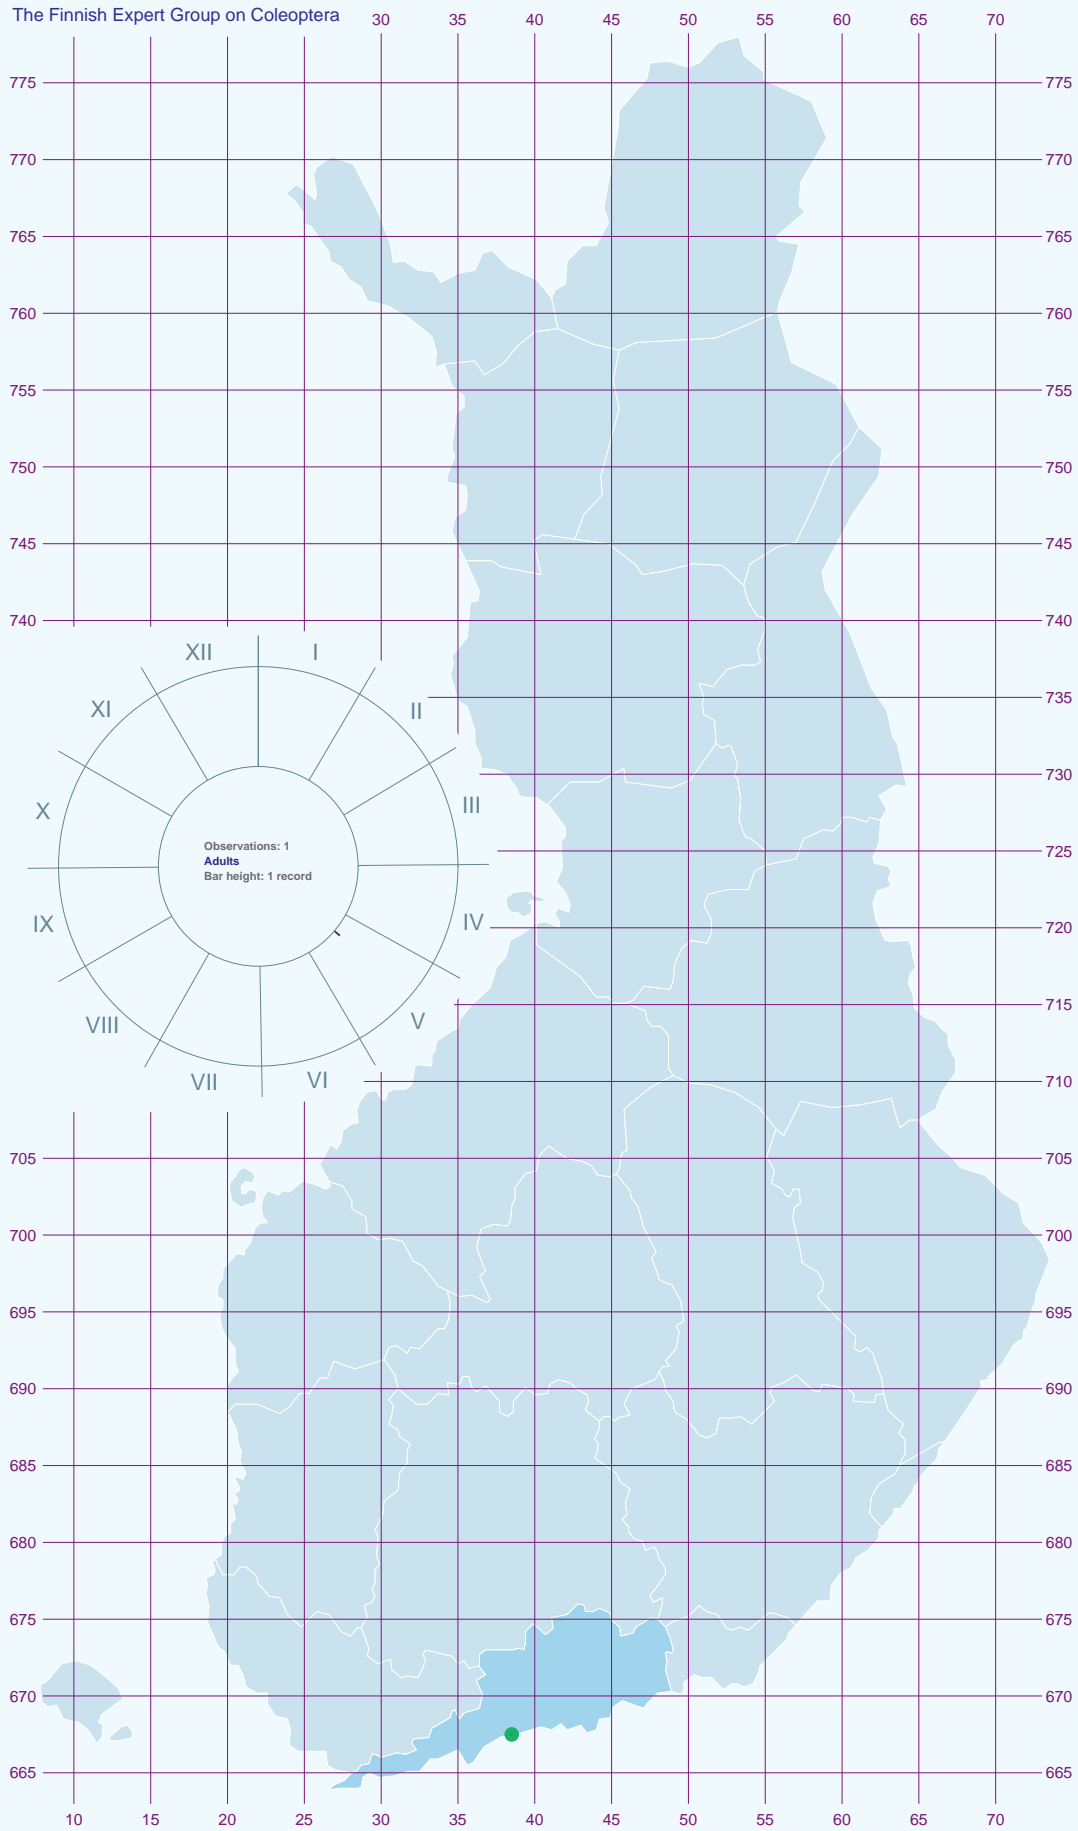 The Finnish Expert Group on Coleoptera
30 35 40 45 50 55 60 65 70
775 775
770 770
765 765
760 760
755 755
750 750
745 745
740 740
XII I
XI II
735
730
X III
725
Observations: 1
Adults
Bar height: 1 record
IX IV
720
715
VIII V
VII VI
710
705 705
700 700
695 695
690 690
685 685
680 680
675 675
670 670
665 665
10 15 20 25 30 35 40 45 50 55 60 65 70